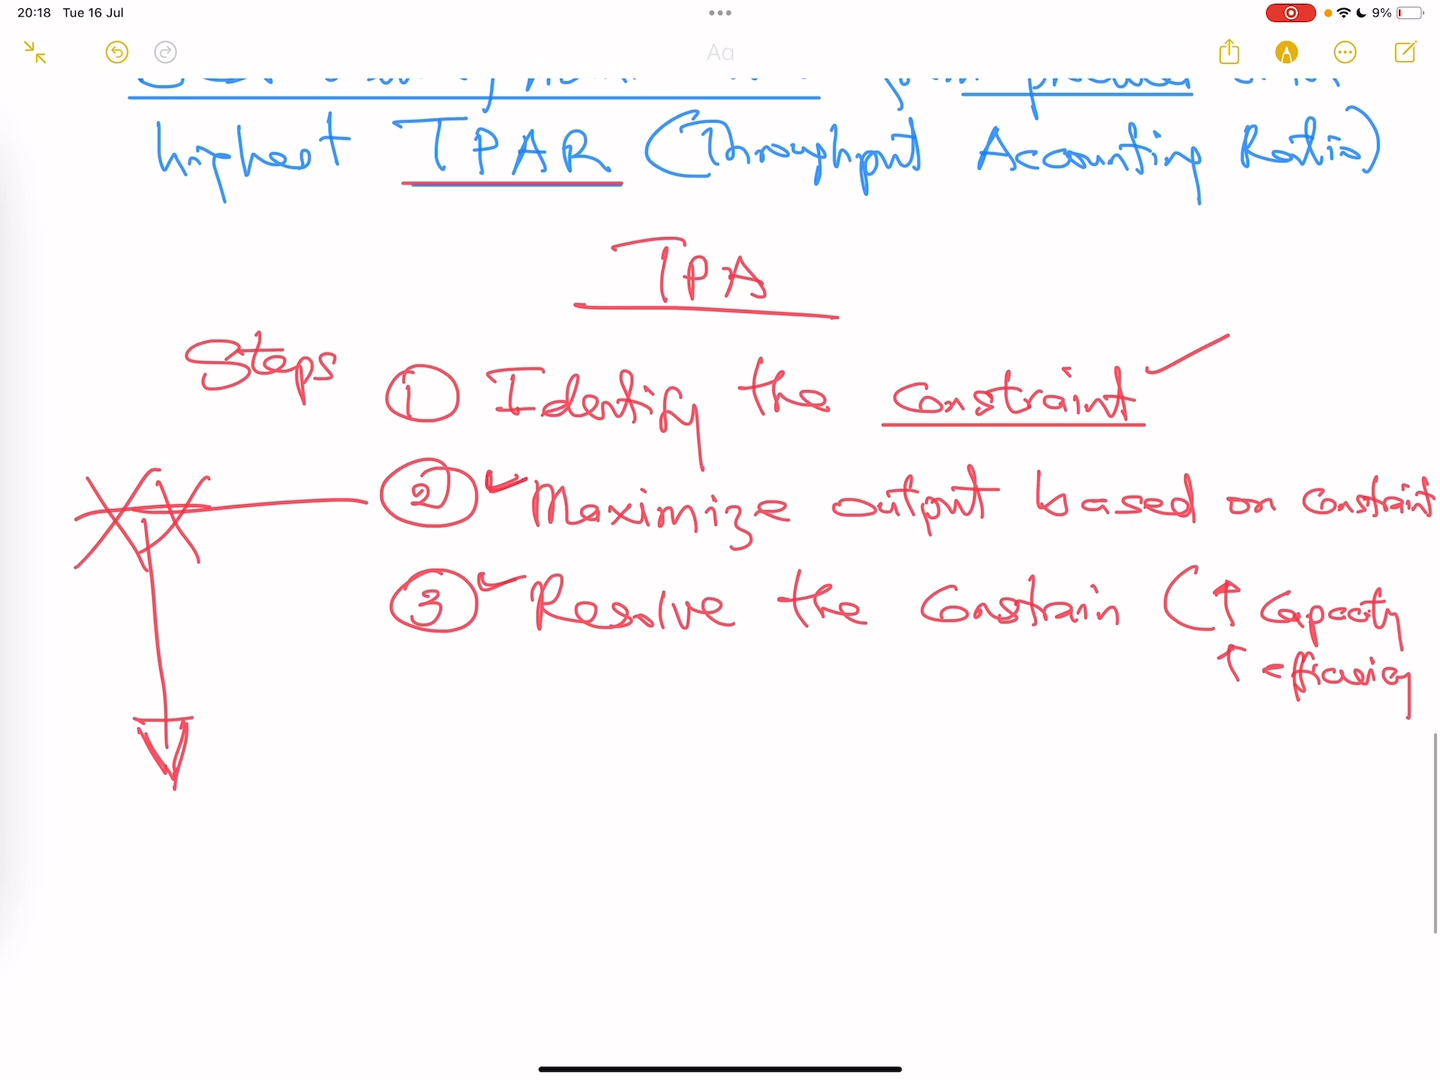 20:18 Tue 16 Jul
9%
Aa
highest TPAR (Throughput Accounting Ratio)
TPA
Steps
① Identify the constraint
② Maximize output based on constraint
③ Resolve the constrain (↑ capacity
↑ efficiency